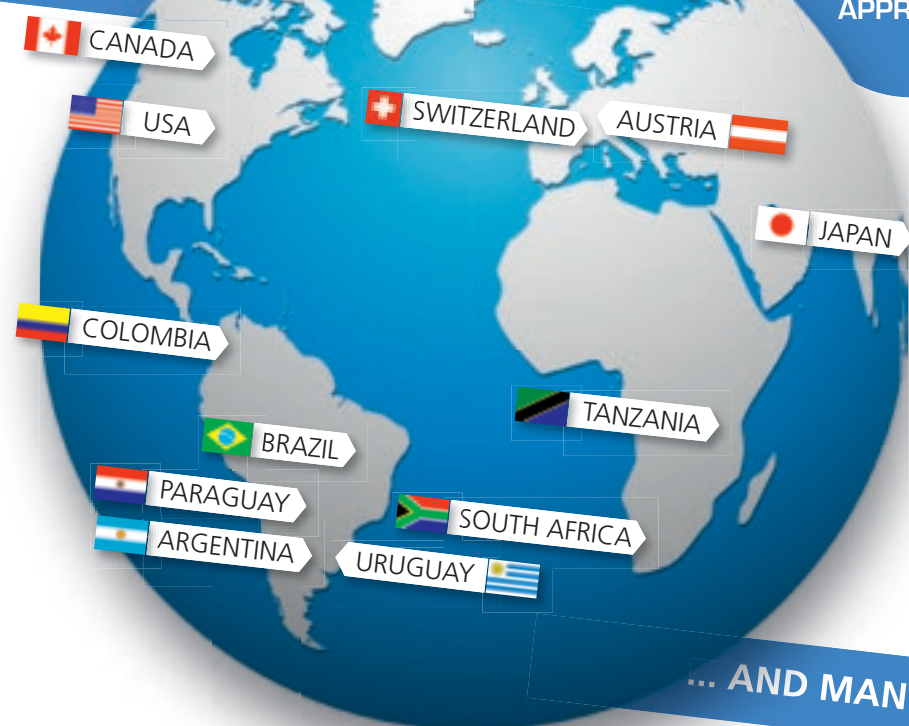 APPR
CANADA
USA
SWITZERLAND
AUSTRIA
JAPAN
COLOMBIA
TANZANIA
BRAZIL
PARAGUAY
SOUTH AFRICA
ARGENTINA
URUGUAY
... AND MAN